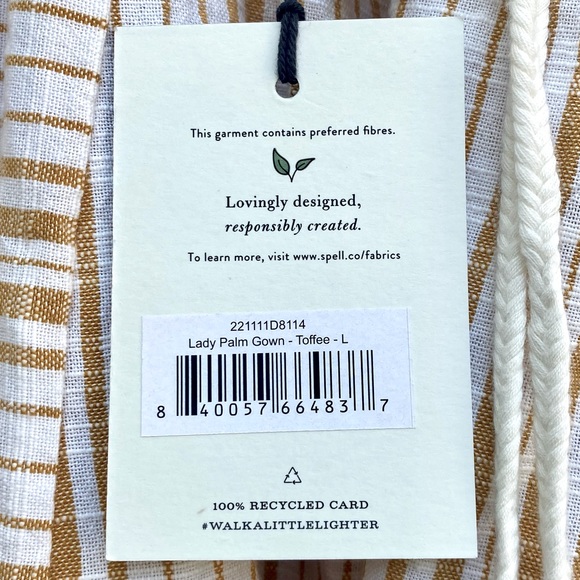 This garment contains preferred fibres.
Lovingly designed,
responsibly created.
To learn more, visit www.spell.co/fabrics
221111D8114
Lady Palm Gown - Toffee - L
8 40057 66483 7
100% RECYCLED CARD
#WALKALITTLELIGHTER